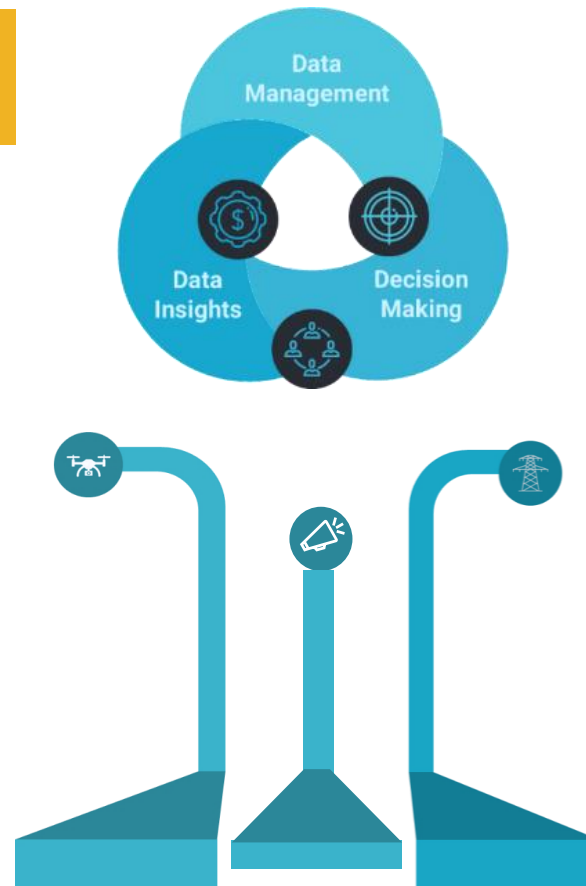 Data
Management
Data
Insights
Decision
Making
$